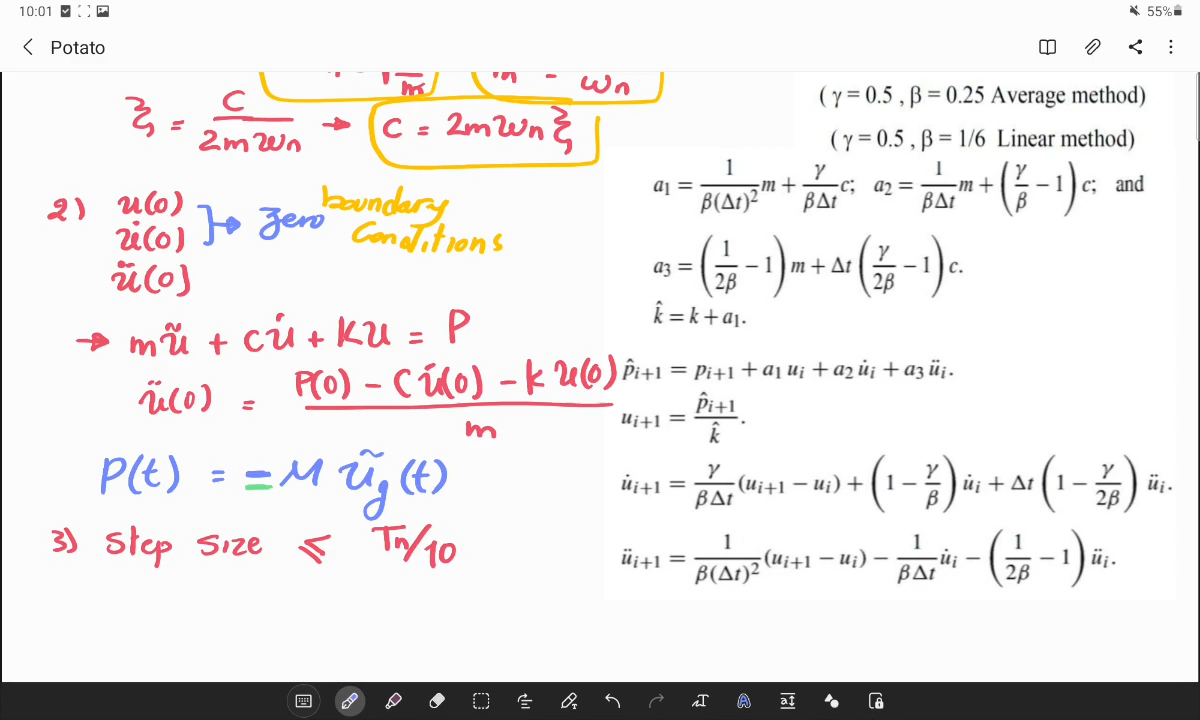 10:01
55%
Potato
m = ωn
ξ = C / 2mωn → C = 2mωn ξ
2) u(0)
u̇(0)
ü(0)
→ zero boundary
conditions
→ mü + cu̇ + ku = P
ü(0) = P(0) - C u̇(0) - k u(0) / m
P(t) = = M üg (t)
3) step size ≤ Tn/10
( γ = 0.5 , β = 0.25 Average method)
( γ = 0.5 , β = 1/6 Linear method)
a1 = 1/β(Δt)² m + γ/βΔt c; a2 = 1/βΔt m + (γ/β − 1) c; and
a3 = (1/2β − 1) m + Δt (γ/2β − 1) c.
k̂ = k + a1.
p̂i+1 = pi+1 + a1 ui + a2 u̇i + a3 üi.
ui+1 = p̂i+1 / k̂.
u̇i+1 = γ/βΔt (ui+1 − ui) + (1 − γ/β) u̇i + Δt (1 − γ/2β) üi.
üi+1 = 1/β(Δt)² (ui+1 − ui) − 1/βΔt u̇i − (1/2β − 1) üi.